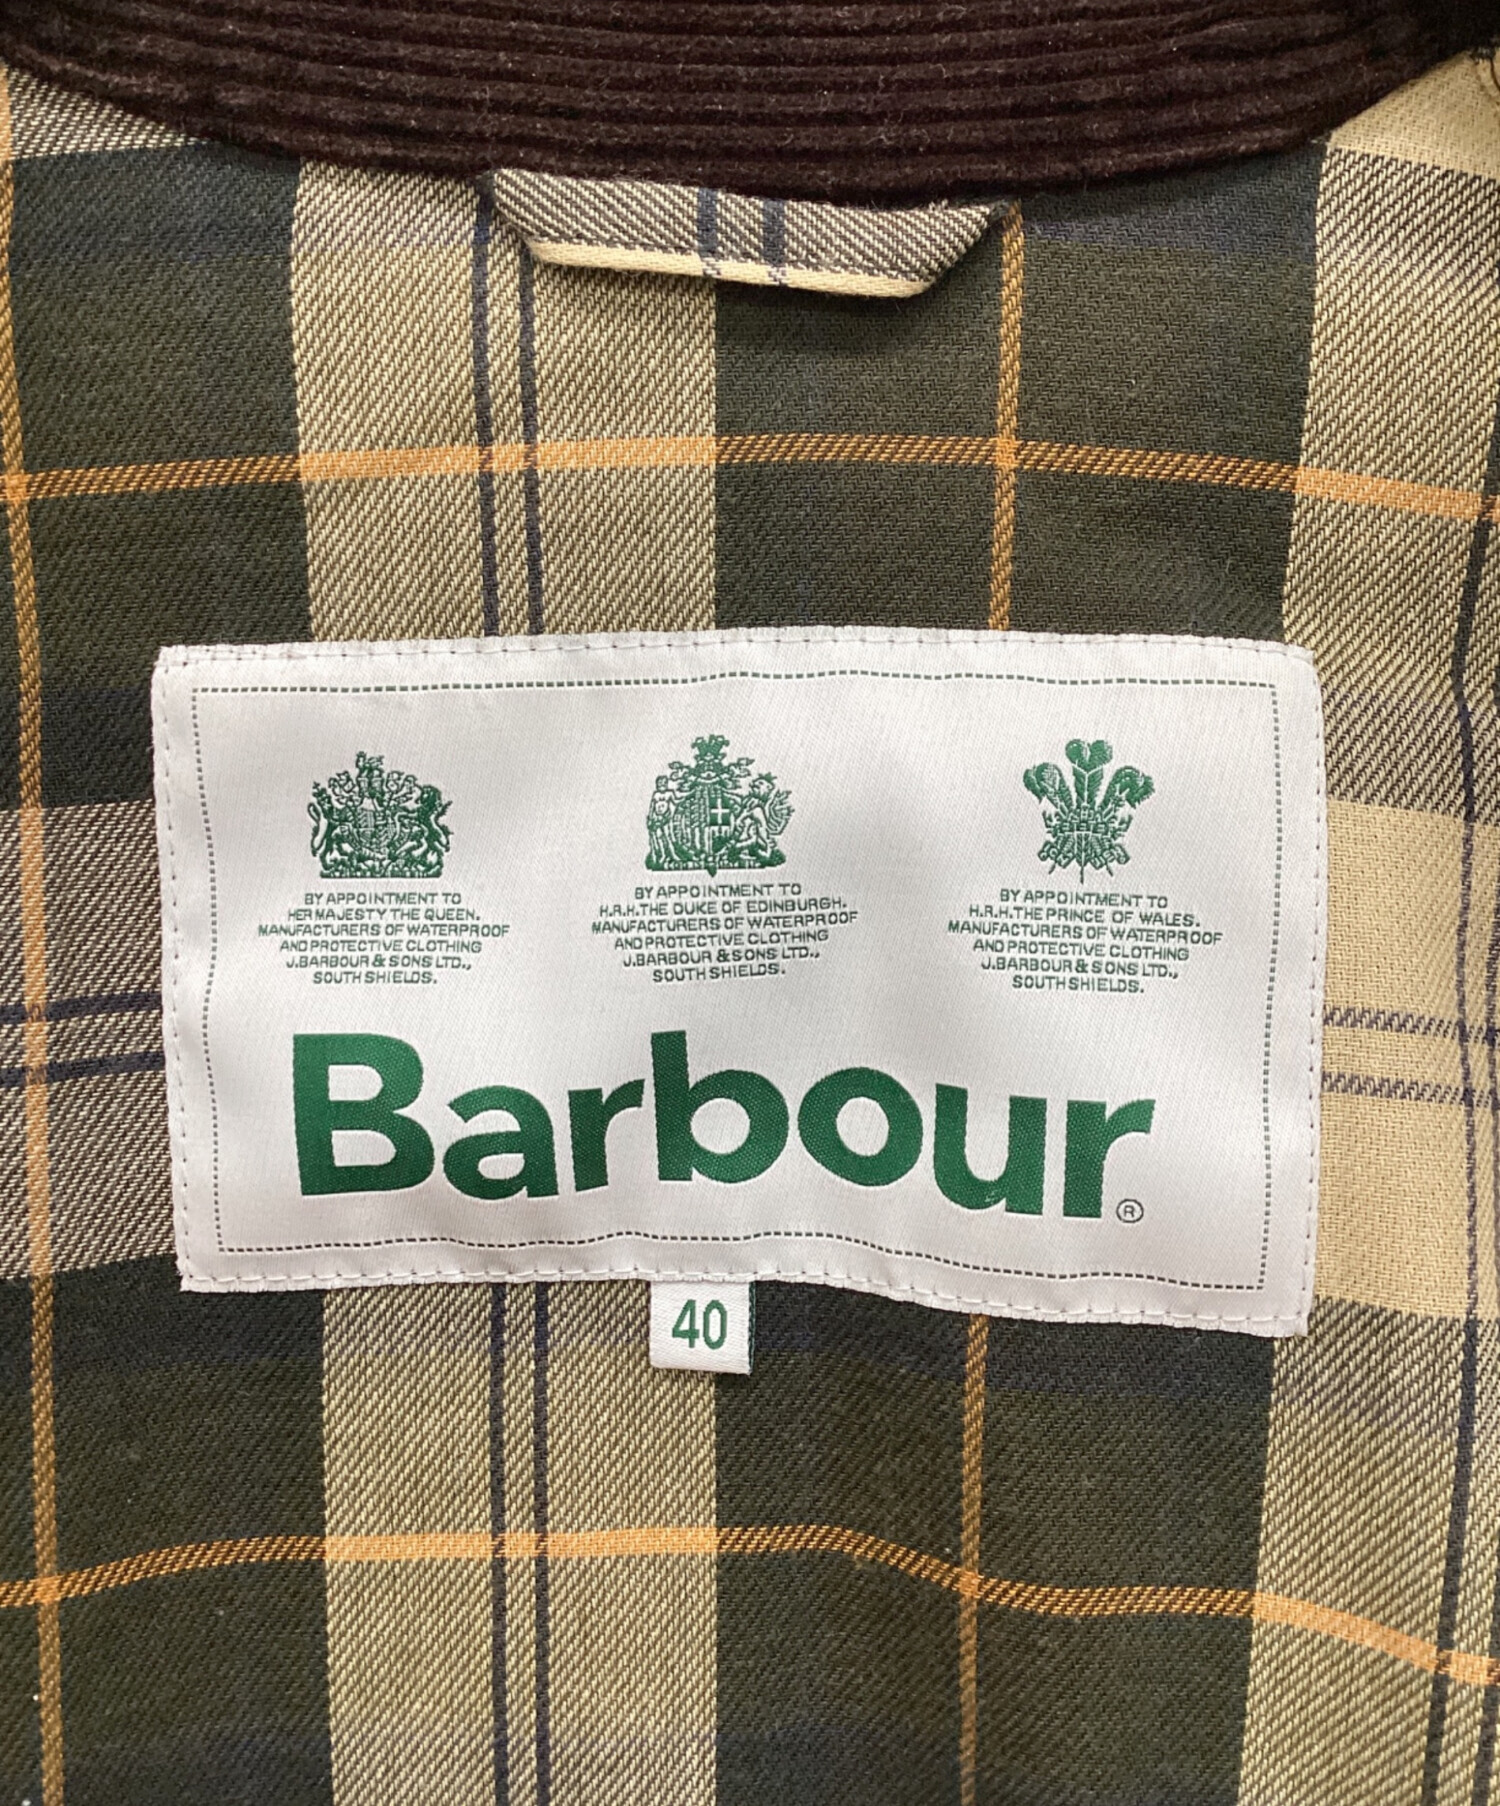 BY APPOINTMENT TO
HER MAJESTY THE QUEEN.
MANUFACTURERS OF WATERPROOF
AND PROTECTIVE CLOTHING
J.BARBOUR & SONS LTD.,
SOUTH SHIELDS.
BY APPOINTMENT TO
H.R.H.THE DUKE OF EDINBURGH.
MANUFACTURERS OF WATERPROOF
AND PROTECTIVE CLOTHING
J.BARBOUR & SONS LTD.,
SOUTH SHIELDS.
BY APPOINTMENT TO
H.R.H.THE PRINCE OF WALES.
MANUFACTURERS OF WATERPROOF
AND PROTECTIVE CLOTHING
J.BARBOUR & SONS LTD.,
SOUTH SHIELDS.
Barbour®
40